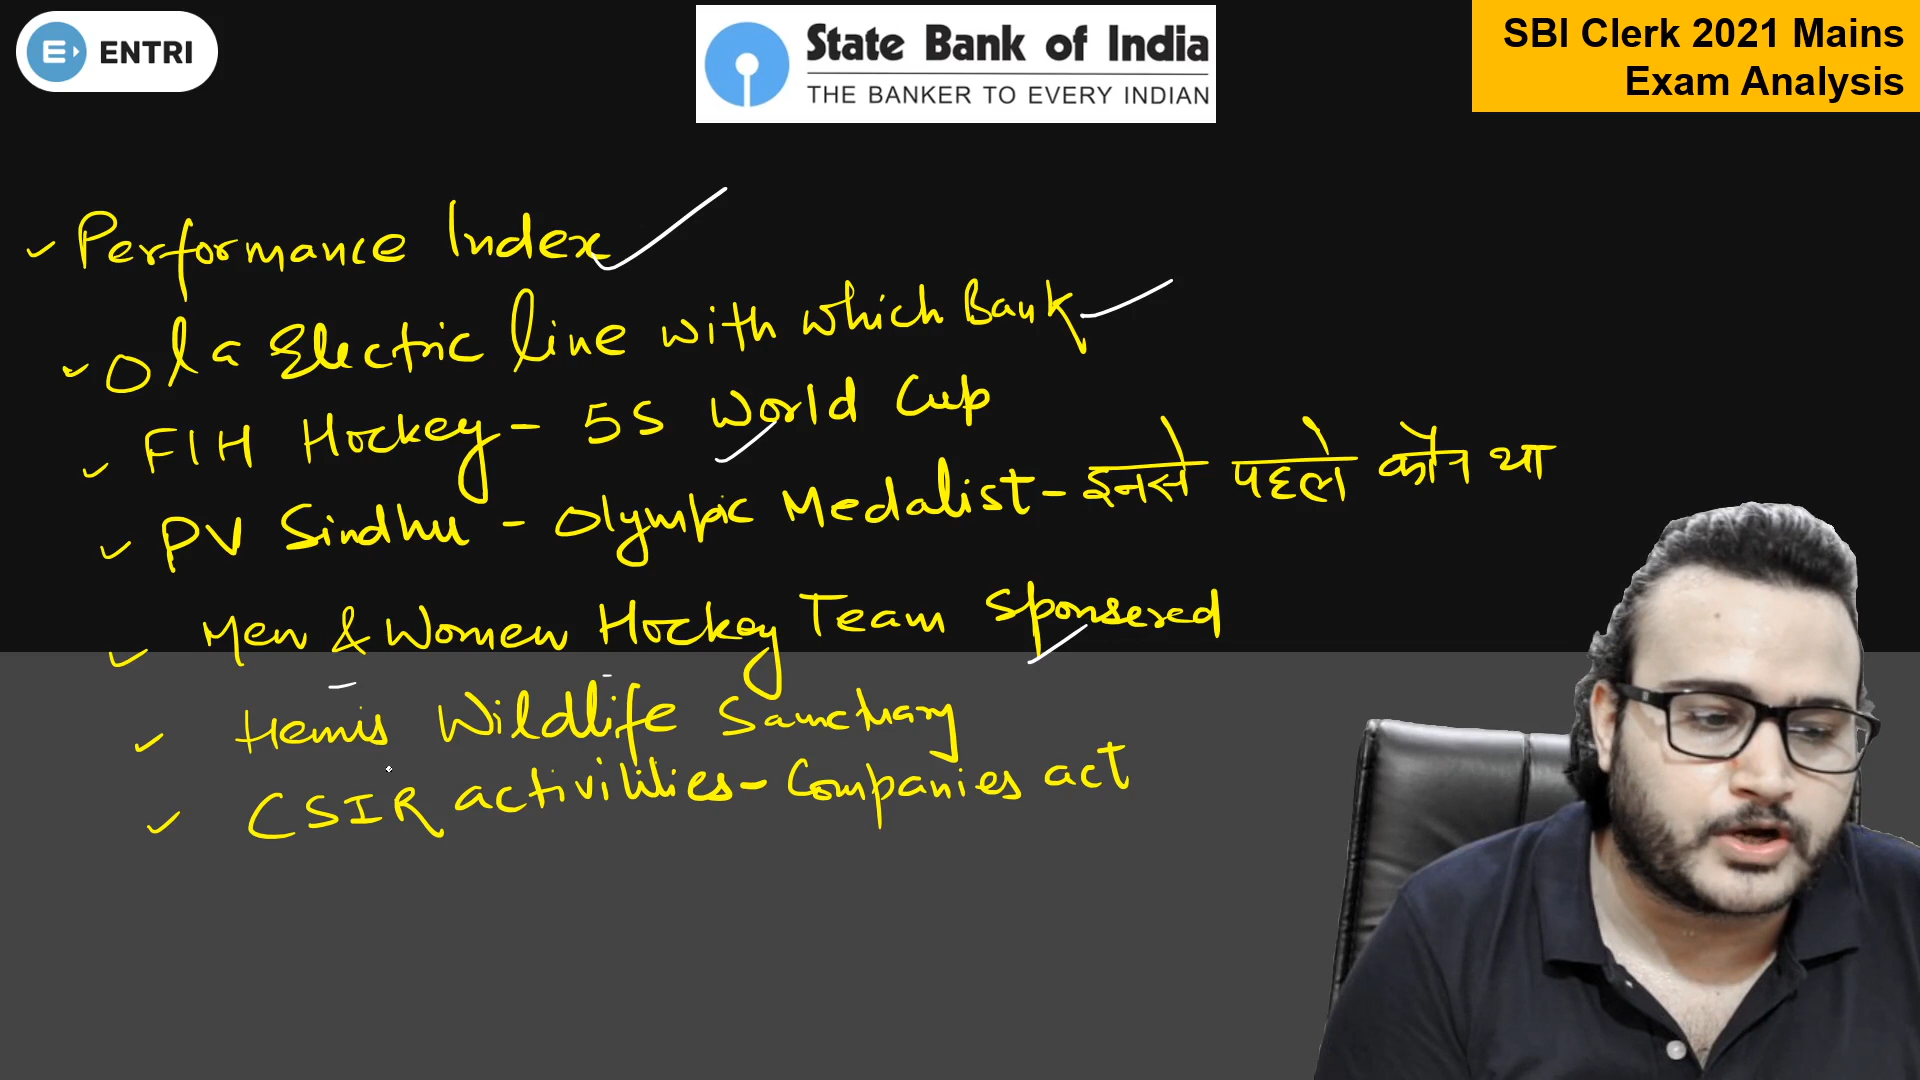 ENTRI
State Bank of India
THE BANKER TO EVERY INDIAN
SBI Clerk 2021 Mains
Exam Analysis
Performance Index
Ola Electric line with which Bank
FIH Hockey - 5S World Cup
PV Sindhu - Olympic Medalist - इनसे पहले कौन था
Men & Women Hockey Team Sponsered
Hemis Wildlife Sanctuary
CSIR activilities - Companies act